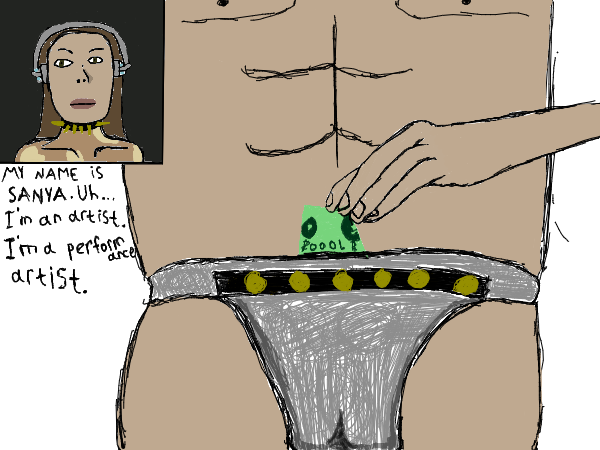 MY NAME IS
SANYA. Uh...
I'm an artist.
I'm a performance
artist.